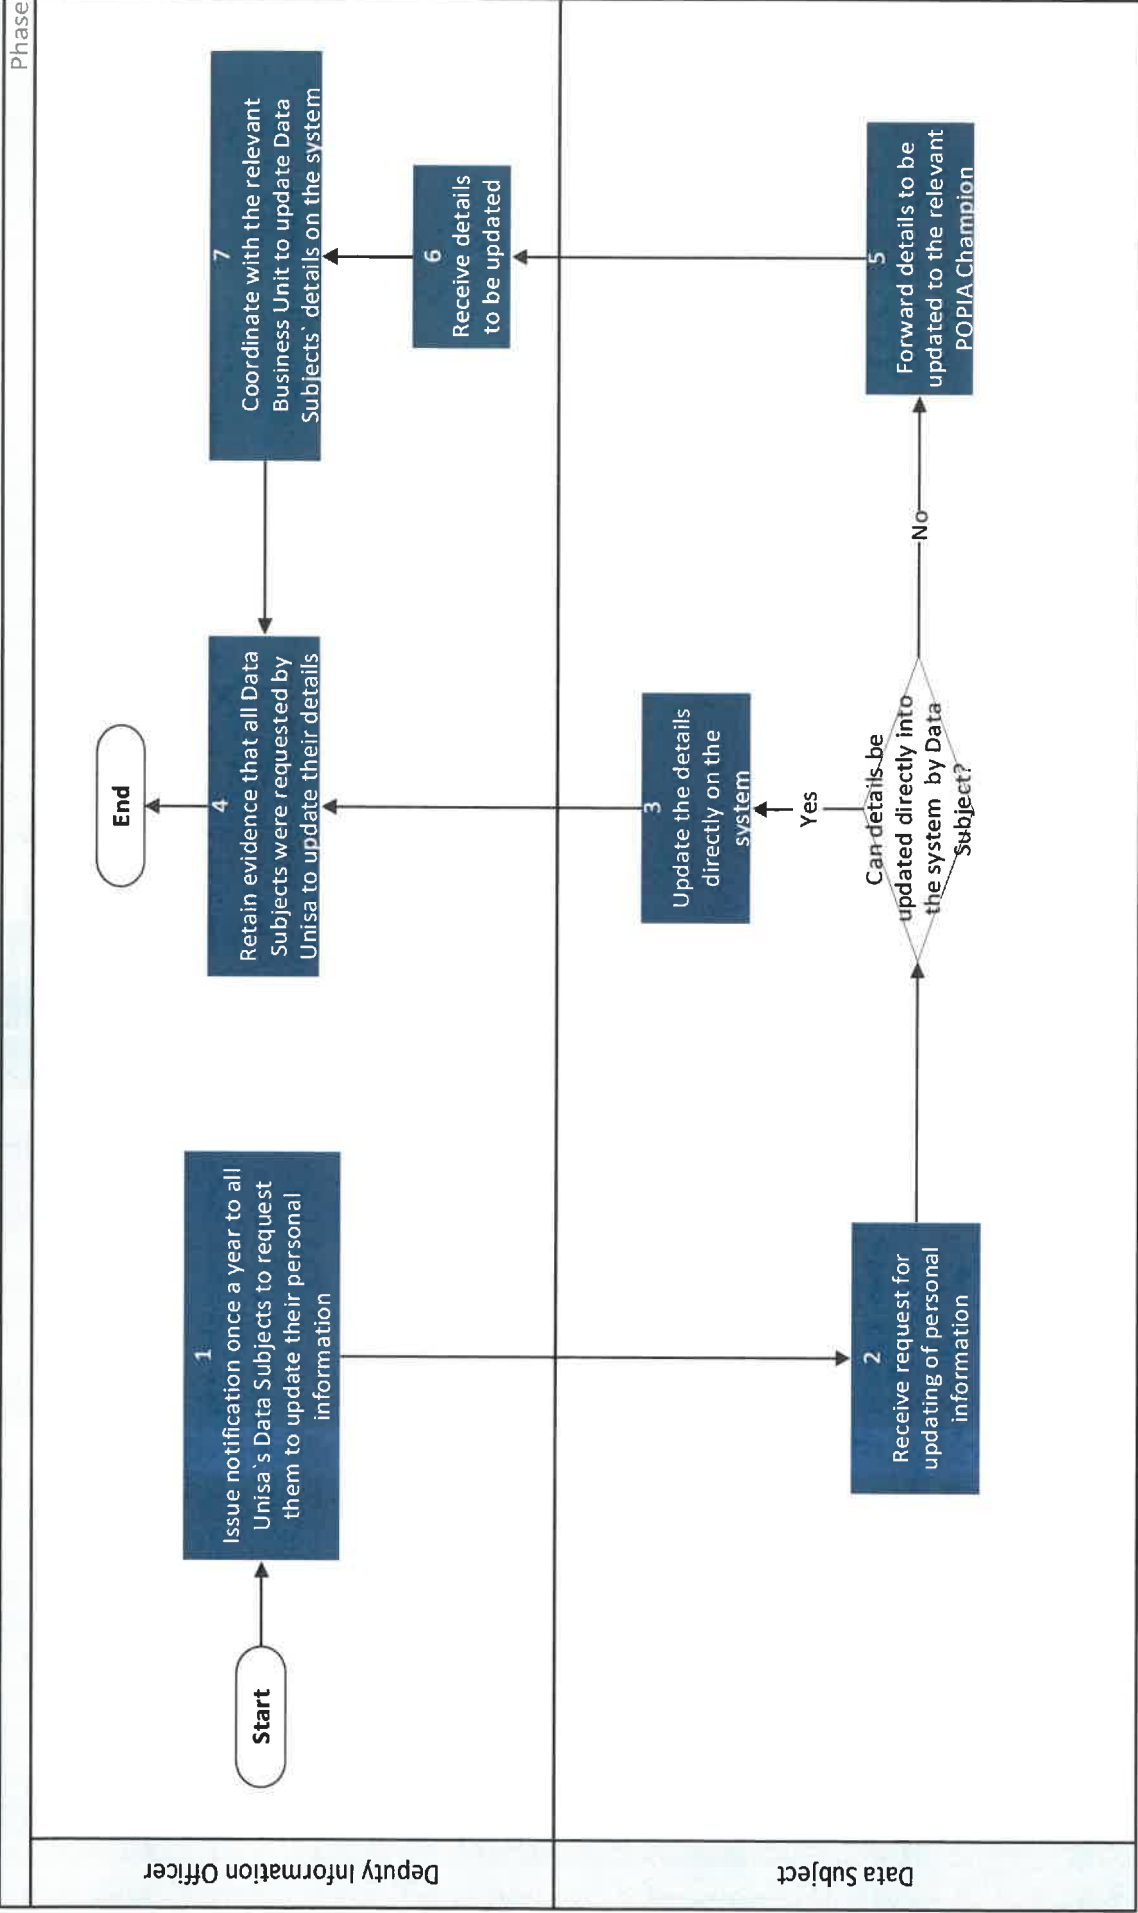 Phase
Deputy Information Officer
Start
1
Issue notification once a year to all
Unisa`s Data Subjects to request
them to update their personal
information
End
4
Retain evidence that all Data
Subjects were requested by
Unisa to update their details
7
Coordinate with the relevant
Business Unit to update Data
Subjects` details on the system
6
Receive details
to be updated
Data Subject
2
Receive request for
updating of personal
information
Can details be
updated directly into
the system by Data
Subject?
Yes
3
Update the details
directly on the
system
No
5
Forward details to be
updated to the relevant
POPIA Champion